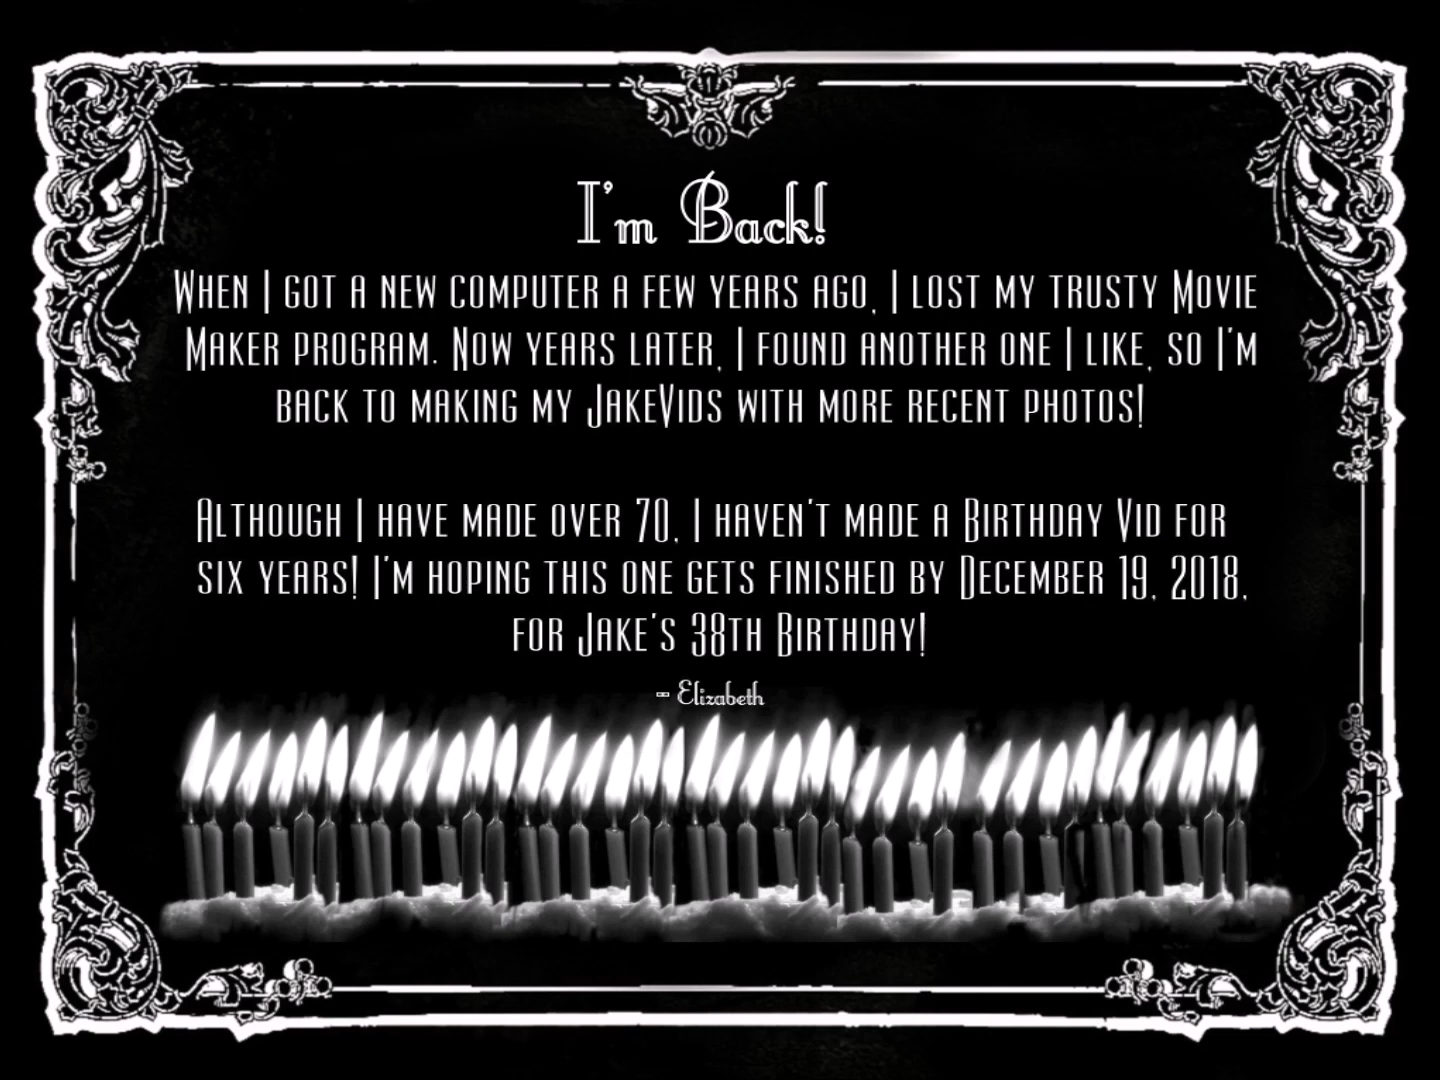 I'm Back!
When I got a new computer a few years ago, I lost my trusty Movie
Maker program. Now years later, I found another one I like, so I'm
back to making my JakeVids with more recent photos!
Although I have made over 70, I haven't made a Birthday Vid for
six years! I'm hoping this one gets finished by December 19, 2018,
for Jake's 38th Birthday!
- Elizabeth